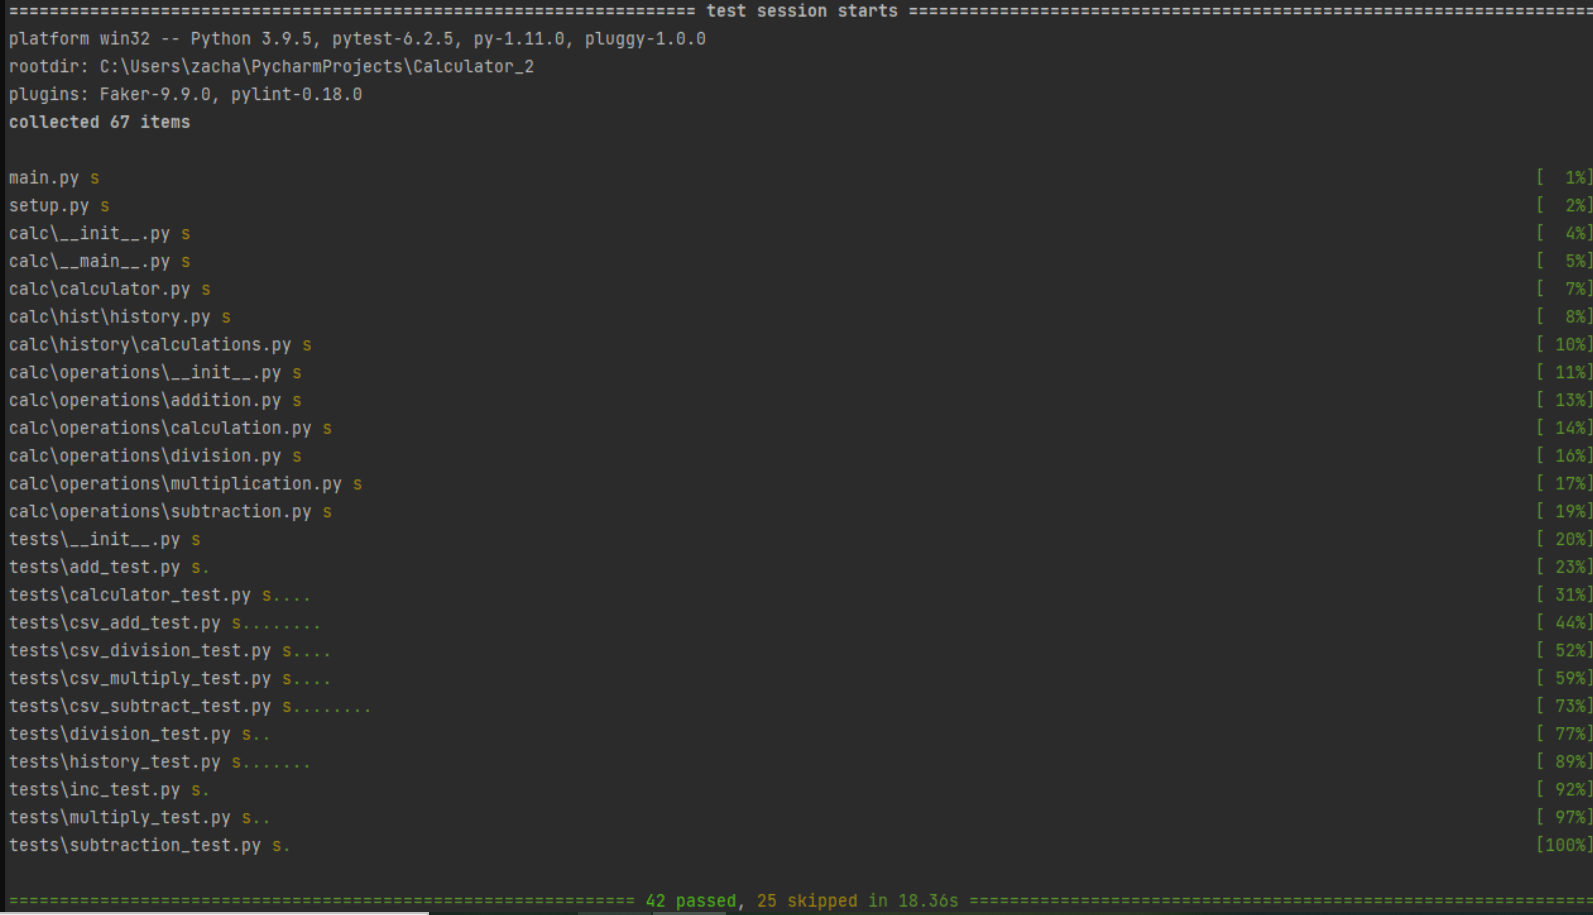 ==================================================================== test session starts ====================================================================
platform win32 -- Python 3.9.5, pytest-6.2.5, py-1.11.0, pluggy-1.0.0
rootdir: C:\Users\zacha\PycharmProjects\Calculator_2
plugins: Faker-9.9.0, pylint-0.18.0
collected 67 items
main.py s [  1%]
setup.py s [  2%]
calc\__init__.py s [  4%]
calc\__main__.py s [  5%]
calc\calculator.py s [  7%]
calc\hist\history.py s [  8%]
calc\history\calculations.py s [ 10%]
calc\operations\__init__.py s [ 11%]
calc\operations\addition.py s [ 13%]
calc\operations\calculation.py s [ 14%]
calc\operations\division.py s [ 16%]
calc\operations\multiplication.py s [ 17%]
calc\operations\subtraction.py s [ 19%]
tests\__init__.py s [ 20%]
tests\add_test.py s. [ 23%]
tests\calculator_test.py s.... [ 31%]
tests\csv_add_test.py s........ [ 44%]
tests\csv_division_test.py s.... [ 52%]
tests\csv_multiply_test.py s.... [ 59%]
tests\csv_subtract_test.py s........ [ 73%]
tests\division_test.py s.. [ 77%]
tests\history_test.py s....... [ 89%]
tests\inc_test.py s. [ 92%]
tests\multiply_test.py s.. [ 97%]
tests\subtraction_test.py s. [100%]
============================================================== 42 passed, 25 skipped in 18.36s ==============================================================